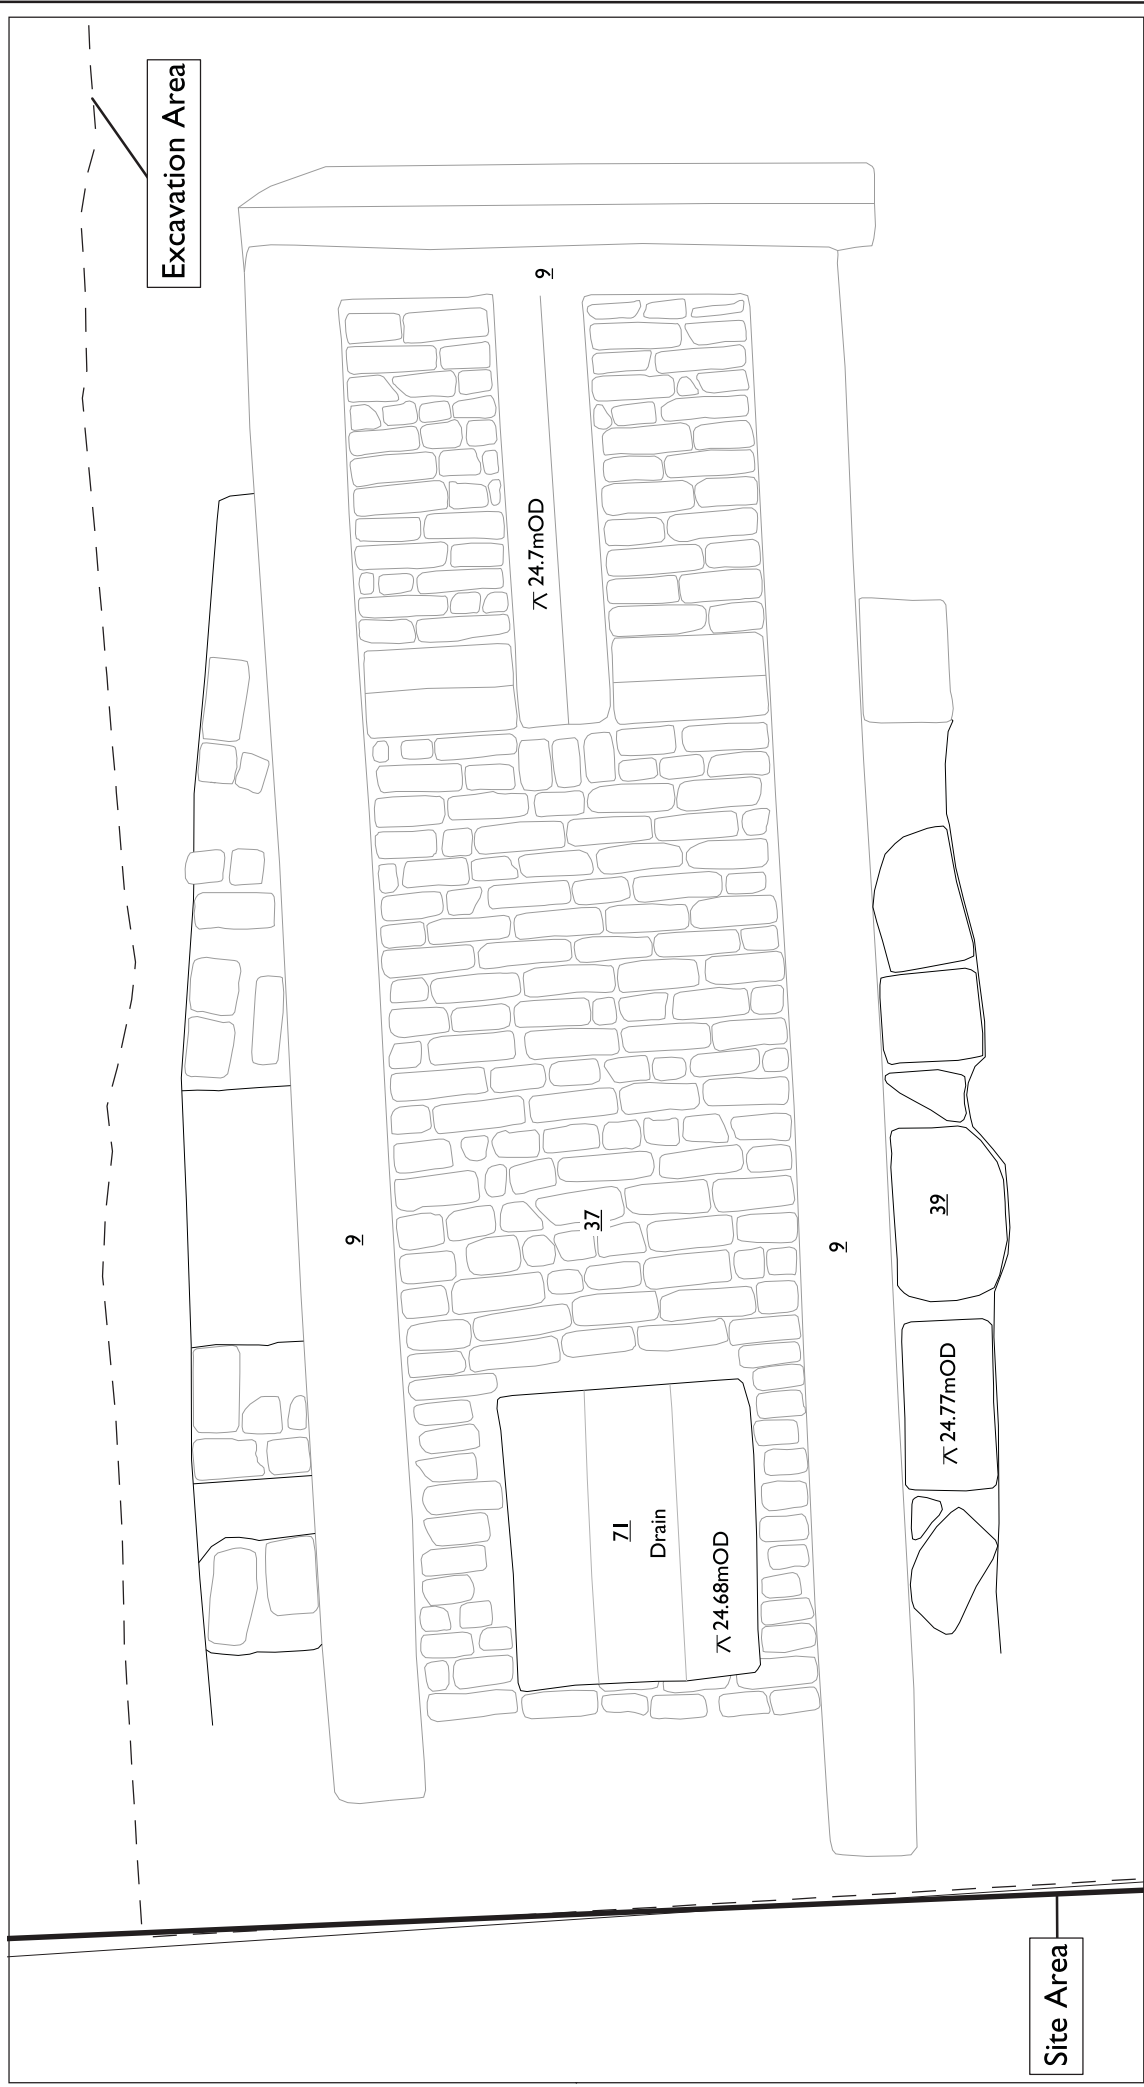 Excavation Area
9
24.7mOD
9
37
9
39
24.77mOD
71
Drain
24.68mOD
Site Area